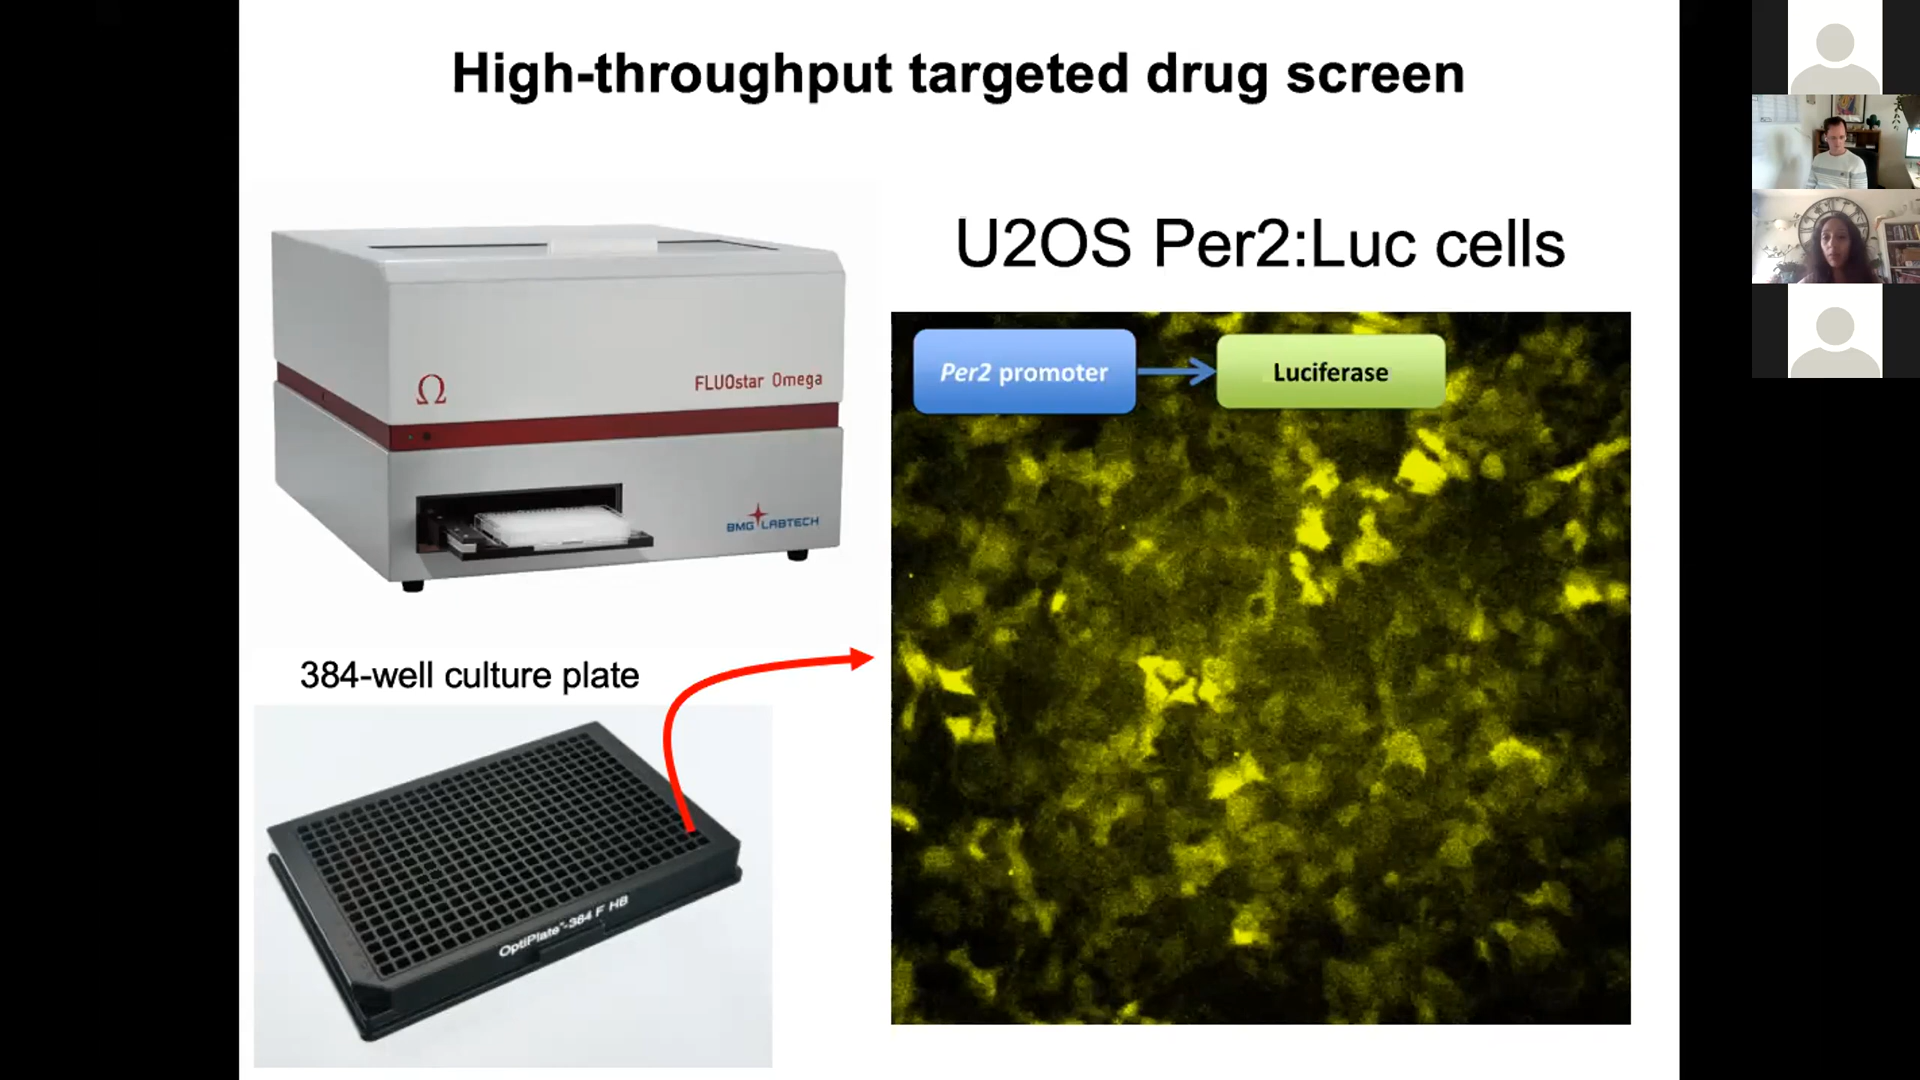 High-throughput targeted drug screen
U2OS Per2:Luc cells
Per2 promoter
Luciferase
Ω
FLUOstar Omega
BMG LABTECH
384-well culture plate
OptiPlate™-384 F HB